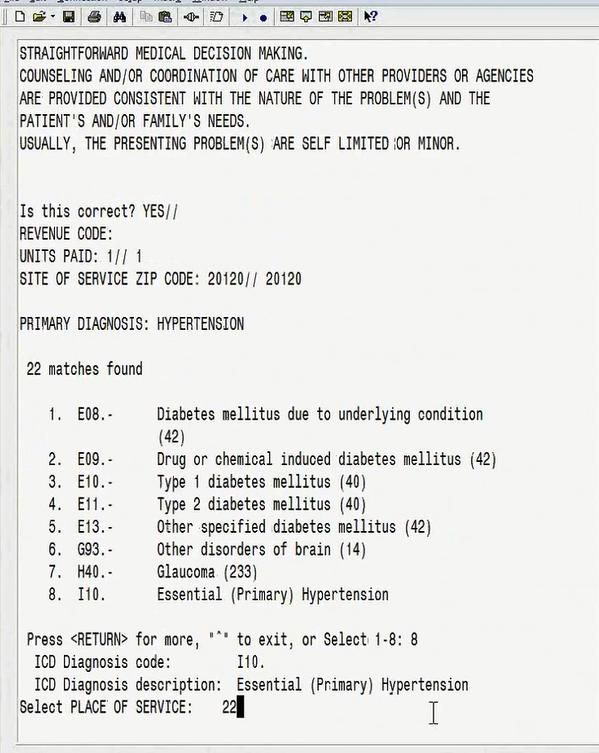 STRAIGHTFORWARD MEDICAL DECISION MAKING.
COUNSELING AND/OR COORDINATION OF CARE WITH OTHER PROVIDERS OR AGENCIES
ARE PROVIDED CONSISTENT WITH THE NATURE OF THE PROBLEM(S) AND THE
PATIENT'S AND/OR FAMILY'S NEEDS.
USUALLY, THE PRESENTING PROBLEM(S) ARE SELF LIMITED OR MINOR.
Is this correct? YES//
REVENUE CODE:
UNITS PAID: 1// 1
SITE OF SERVICE ZIP CODE: 20120// 20120
PRIMARY DIAGNOSIS: HYPERTENSION
22 matches found
1. E08.- Diabetes mellitus due to underlying condition
(42)
2. E09.- Drug or chemical induced diabetes mellitus (42)
3. E10.- Type 1 diabetes mellitus (40)
4. E11.- Type 2 diabetes mellitus (40)
5. E13.- Other specified diabetes mellitus (42)
6. G93.- Other disorders of brain (14)
7. H40.- Glaucoma (233)
8. I10. Essential (Primary) Hypertension
Press <RETURN> for more, "^" to exit, or Select 1-8: 8
ICD Diagnosis code: I10.
ICD Diagnosis description: Essential (Primary) Hypertension
Select PLACE OF SERVICE: 22